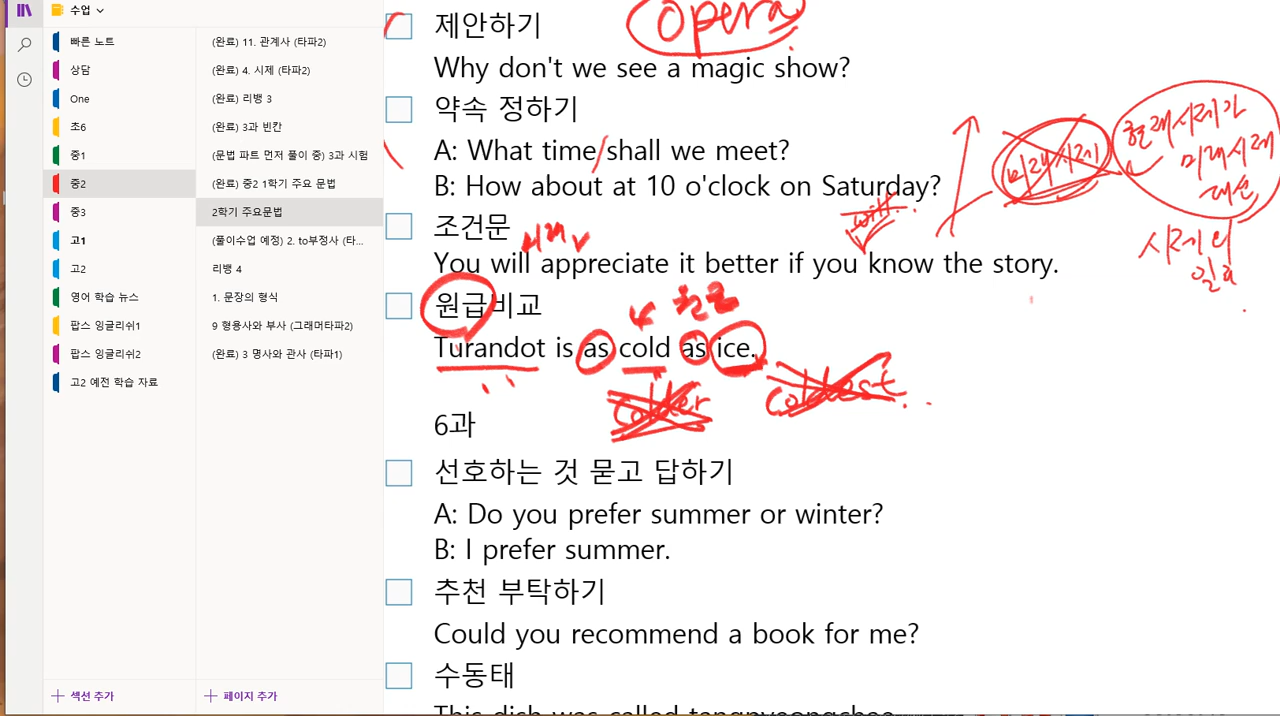 수업
빠른 노트
상담
One
초6
중1
중2
중3
고1
고2
영어 학습 뉴스
팝스 잉글리쉬1
팝스 잉글리쉬2
고2 예전 학습 자료
섹션 추가
(완료) 11. 관계사 (타파2)
(완료) 4. 시제 (타파2)
(완료) 리뱅 3
(완료) 3과 빈칸
(문법 파트 먼저 풀이 중) 3과 시험
(완료) 중2 1학기 주요 문법
2학기 주요문법
(풀이수업 예정) 2. to부정사 (타...
리뱅 4
1. 문장의 형식
9 형용사와 부사 (그래머타파2)
(완료) 3 명사와 관사 (타파1)
페이지 추가
opera
제안하기
Why don't we see a magic show?
약속 정하기
A: What time/shall we meet?
B: How about at 10 o'clock on Saturday?
미래시제
현재시제가
미래시제
대신
시제의
will
조건문
You will appreciate it better if you know the story.
원급비교
Turandot is as cold as ice.
colder
coldest
6과
선호하는 것 묻고 답하기
A: Do you prefer summer or winter?
B: I prefer summer.
추천 부탁하기
Could you recommend a book for me?
수동태
This dish was called tangpyeongchae.